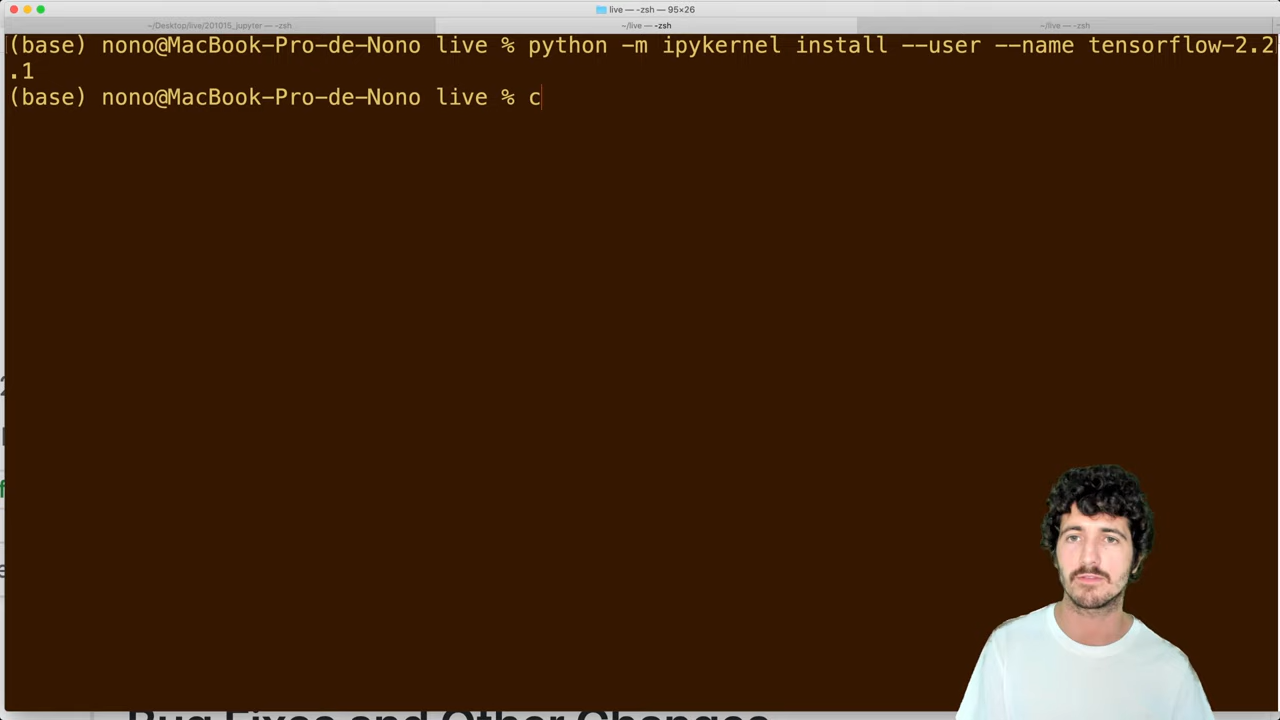 live — -zsh — 95×26
~/Desktop/live/201015_jupyter — -zsh
~/live — -zsh
~/live — -zsh
(base) nono@MacBook-Pro-de-Nono live % python -m ipykernel install --user --name tensorflow-2.2
.1
(base) nono@MacBook-Pro-de-Nono live % c
Bug Fixes and Other Changes